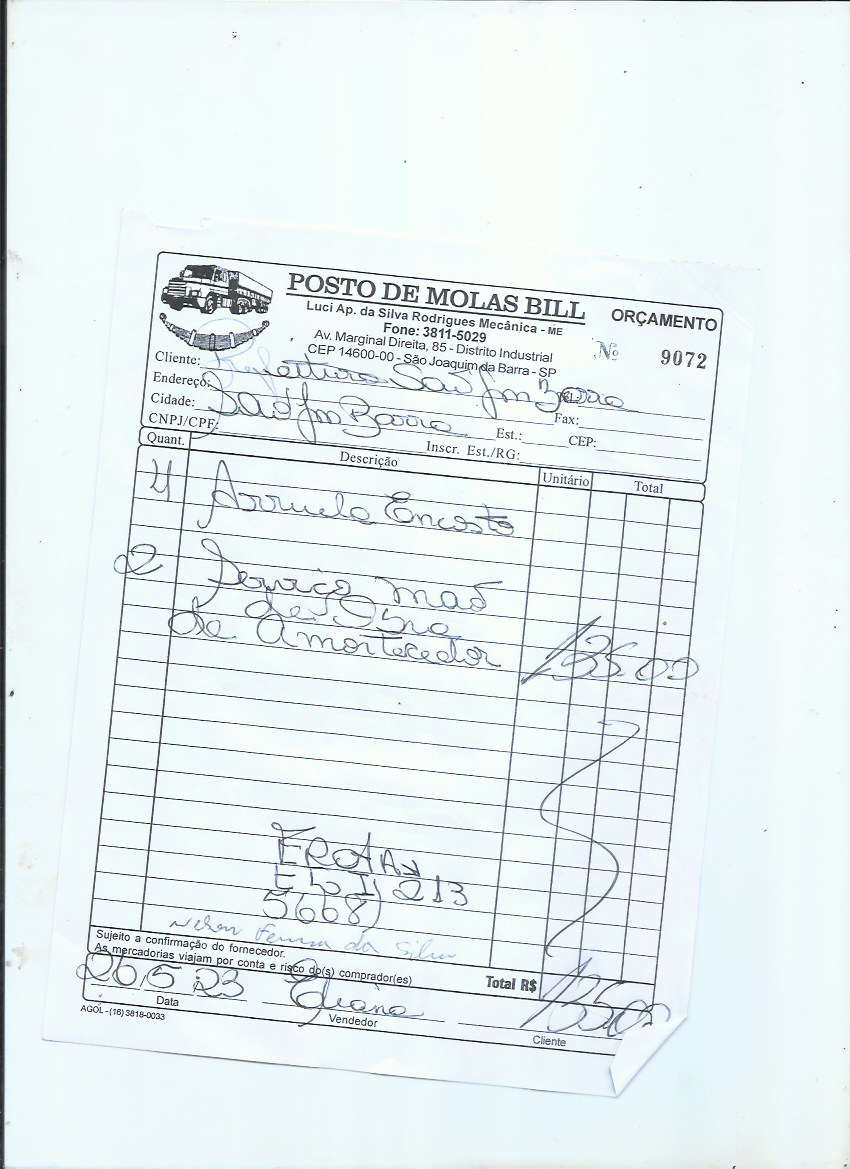 POSTO DE MOLAS BILL
ORÇAMENTO
Luci Ap. da Silva Rodrigues Mecânica - ME
Fone: 3811-5029
Av. Marginal Direita, 85 - Distrito Industrial
CEP 14600-00 - São Joaquim da Barra - SP
Nº 9072
Cliente: Prefeitura São Jm Barra
Endereço: Fax:
Cidade: São Jm Barra Est.: CEP:
CNPJ/CPF: Inscr. Est./RG:
Quant. Descrição Unitário Total
4 Arruela Encosto
2 Serviço mão
de Obra
de Amortecedor 135.00
FROTA
213
5668
Nelson da Silva
Sujeito a confirmação do fornecedor.
As mercadorias viajam por conta e risco do(s) comprador(es)
Total R$ 135,00
26,5 23
Data Vendedor Cliente
AGOL - (16) 3818-0033